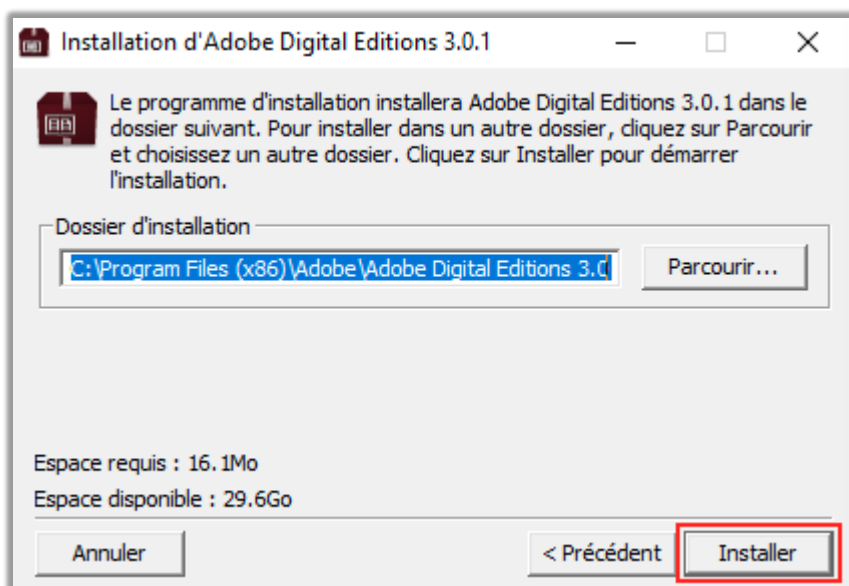 Installation d'Adobe Digital Editions 3.0.1
Le programme d'installation installera Adobe Digital Editions 3.0.1 dans le
dossier suivant. Pour installer dans un autre dossier, cliquez sur Parcourir
et choisissez un autre dossier. Cliquez sur Installer pour démarrer
l'installation.
Dossier d'installation
C:\Program Files (x86)\Adobe\Adobe Digital Editions 3.0
Parcourir...
Espace requis : 16.1Mo
Espace disponible : 29.6Go
Annuler
< Précédent
Installer